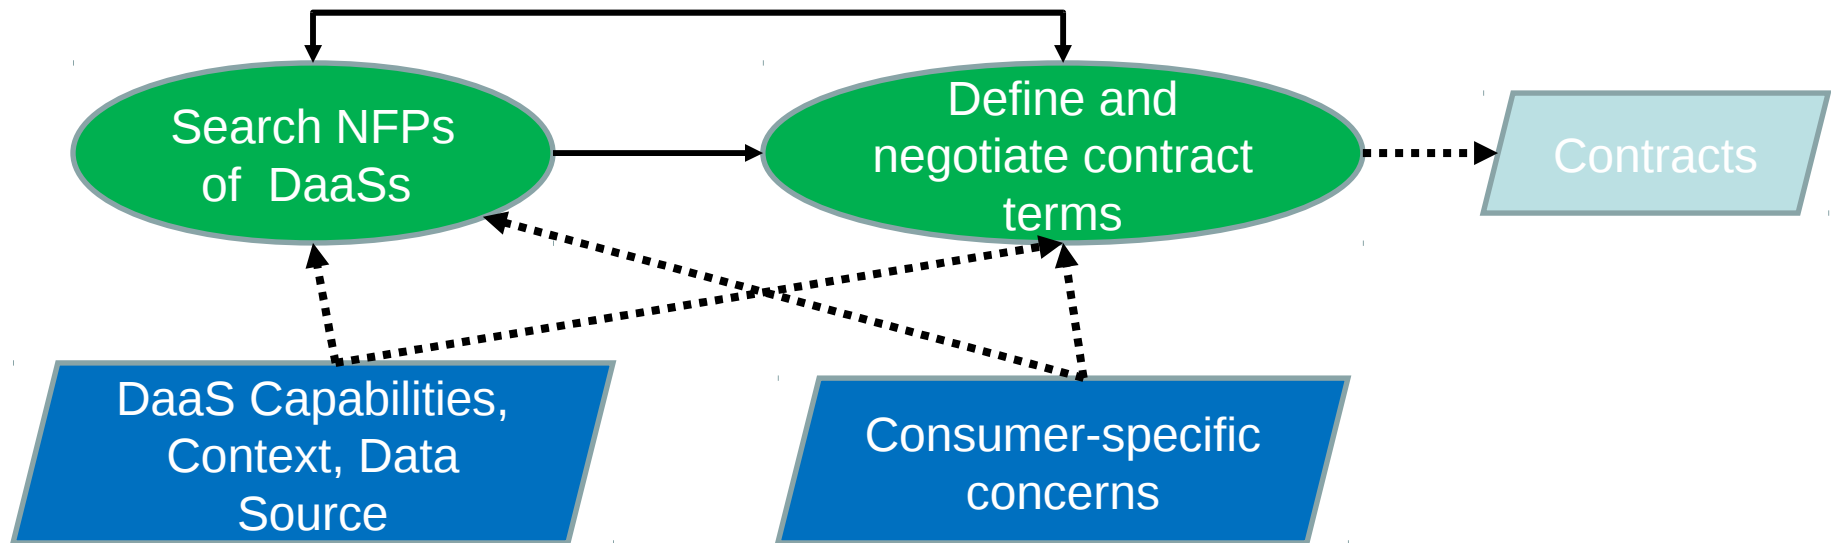 Search NFPs
of  DaaSs
Define and
negotiate contract
terms
Contracts
DaaS Capabilities,
Context, Data
Source
Consumer-specific
concerns